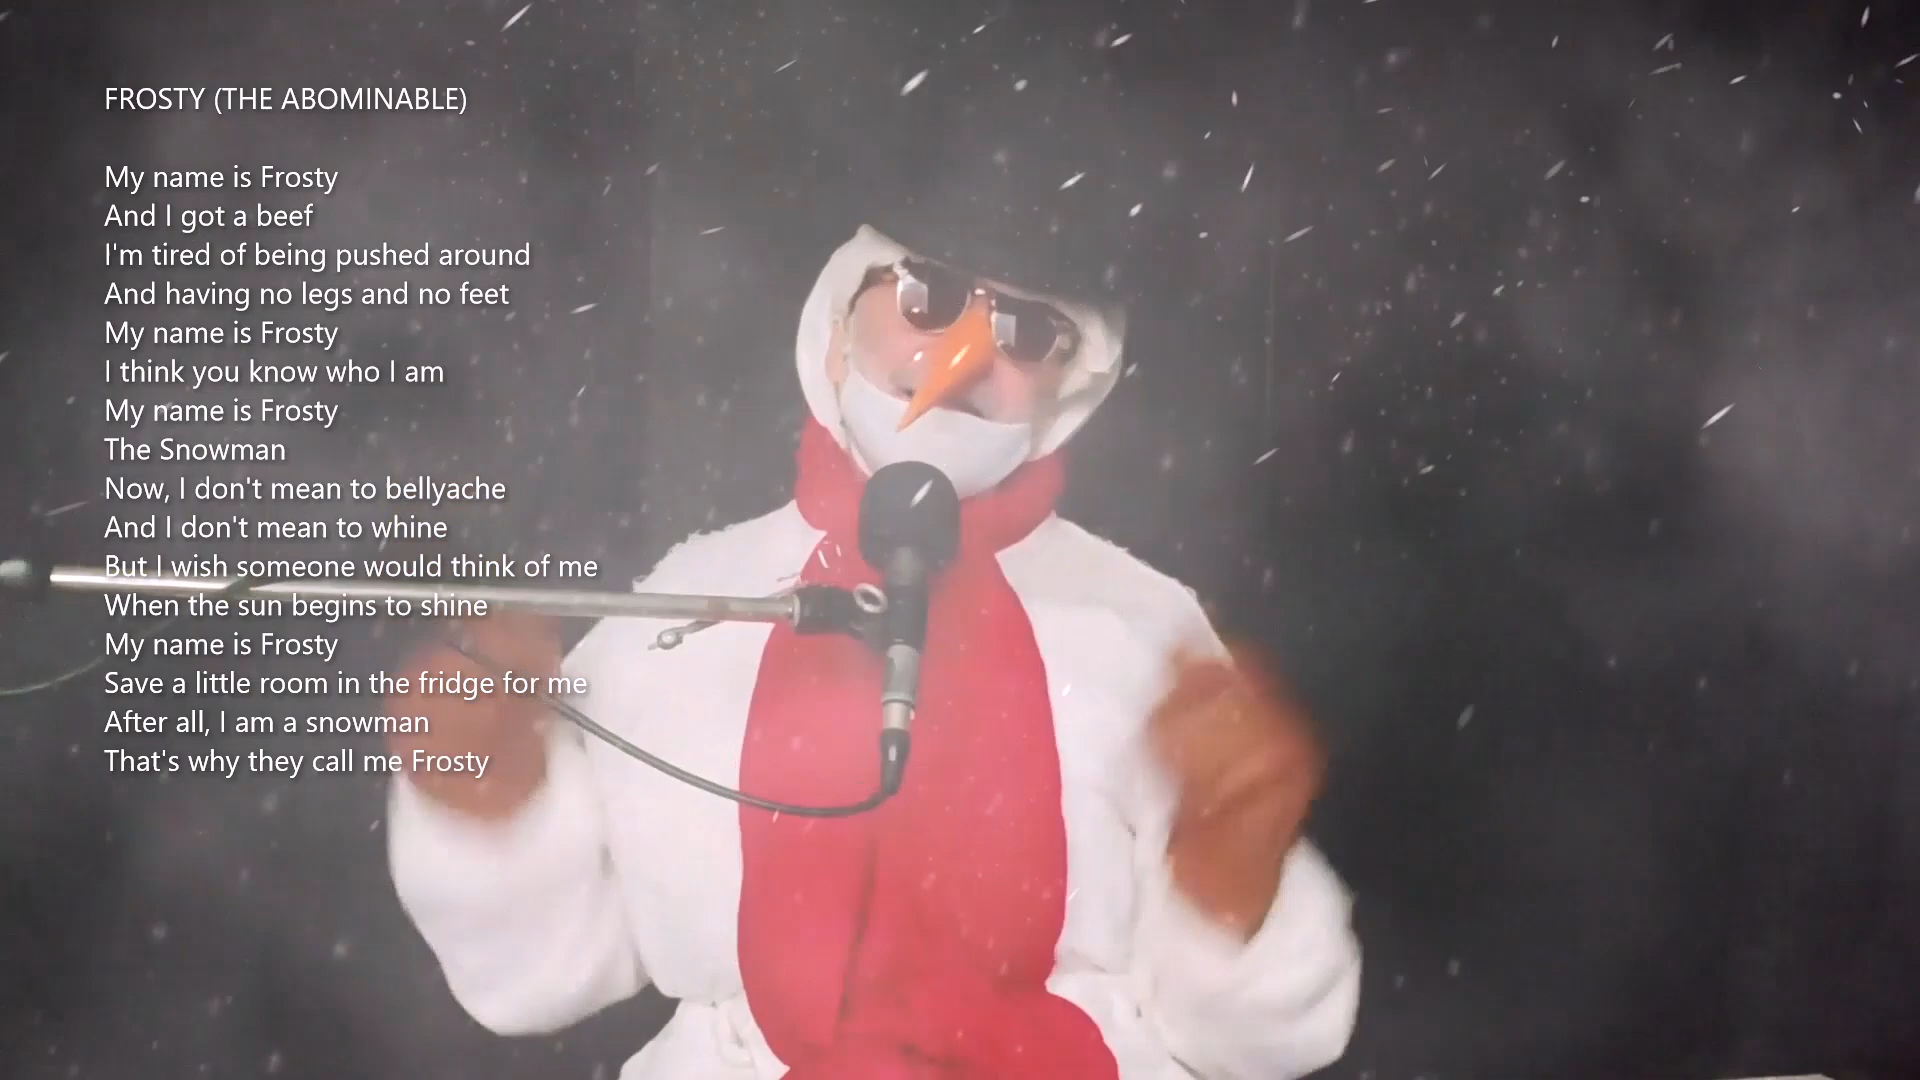 FROSTY (THE ABOMINABLE)
My name is Frosty
And I got a beef
I'm tired of being pushed around
And having no legs and no feet
My name is Frosty
I think you know who I am
My name is Frosty
The Snowman
Now, I don't mean to bellyache
And I don't mean to whine
But I wish someone would think of me
When the sun begins to shine
My name is Frosty
Save a little room in the fridge for me
After all, I am a snowman
That's why they call me Frosty